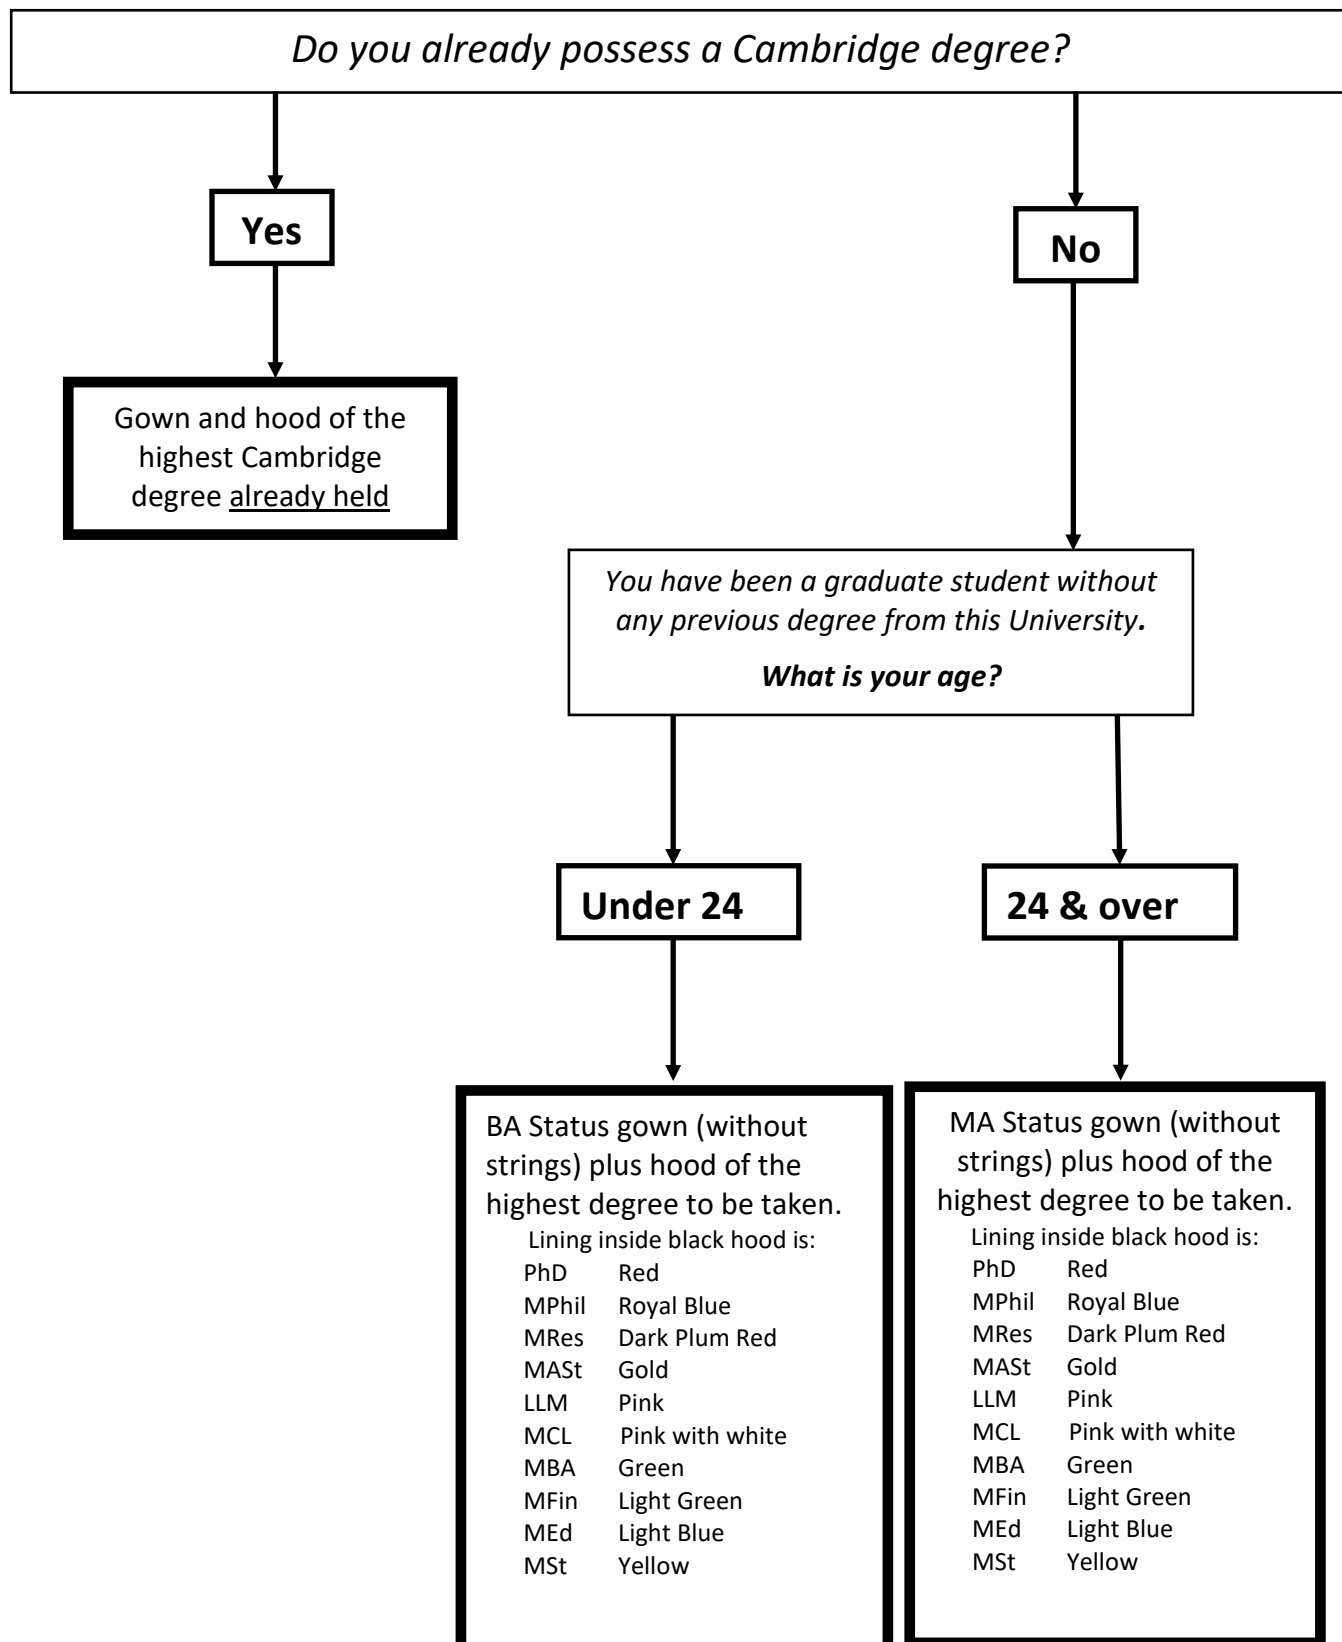 Do you already possess a Cambridge degree?
Yes
No
Gown and hood of the
highest Cambridge
degree already held
You have been a graduate student without
any previous degree from this University.
What is your age?
Under 24
24 & over
BA Status gown (without
strings) plus hood of the
highest degree to be taken.
Lining inside black hood is:
PhD Red
MPhil Royal Blue
MRes Dark Plum Red
MASt Gold
LLM Pink
MCL Pink with white
MBA Green
MFin Light Green
MEd Light Blue
MSt Yellow
MA Status gown (without
strings) plus hood of the
highest degree to be taken.
Lining inside black hood is:
PhD Red
MPhil Royal Blue
MRes Dark Plum Red
MASt Gold
LLM Pink
MCL Pink with white
MBA Green
MFin Light Green
MEd Light Blue
MSt Yellow